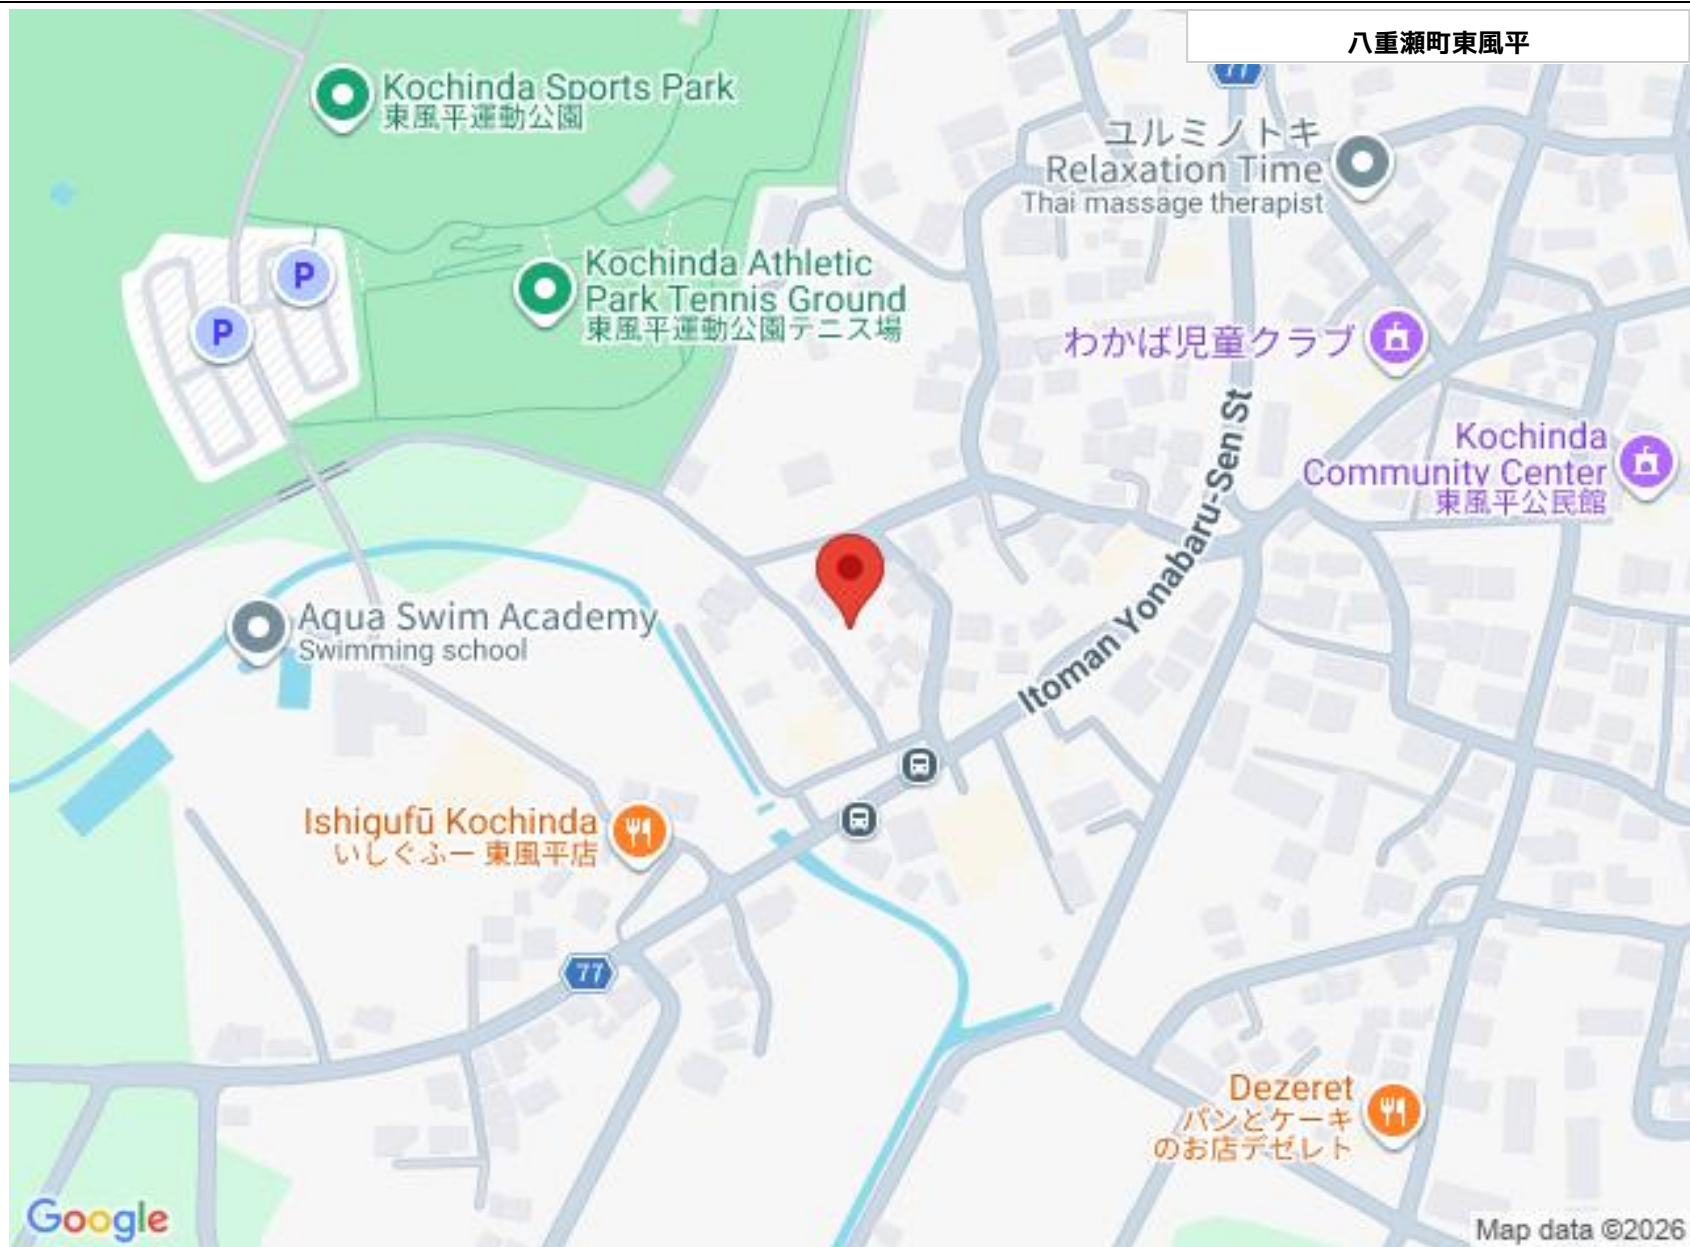 八重瀬町東風平
77
Kochinda Sports Park
東風平運動公園
ユルミノトキ
Relaxation Time
Thai massage therapist
P
P
Kochinda Athletic
Park Tennis Ground
東風平運動公園テニス場
わかば児童クラブ
Kochinda
Community Center
東風平公民館
Itoman Yonabaru-Sen St
Aqua Swim Academy
Swimming school
Ishigufū Kochinda
いしぐふー 東風平店
77
Dezeret
パンとケーキ
のお店デゼレト
Google
Map data ©2026